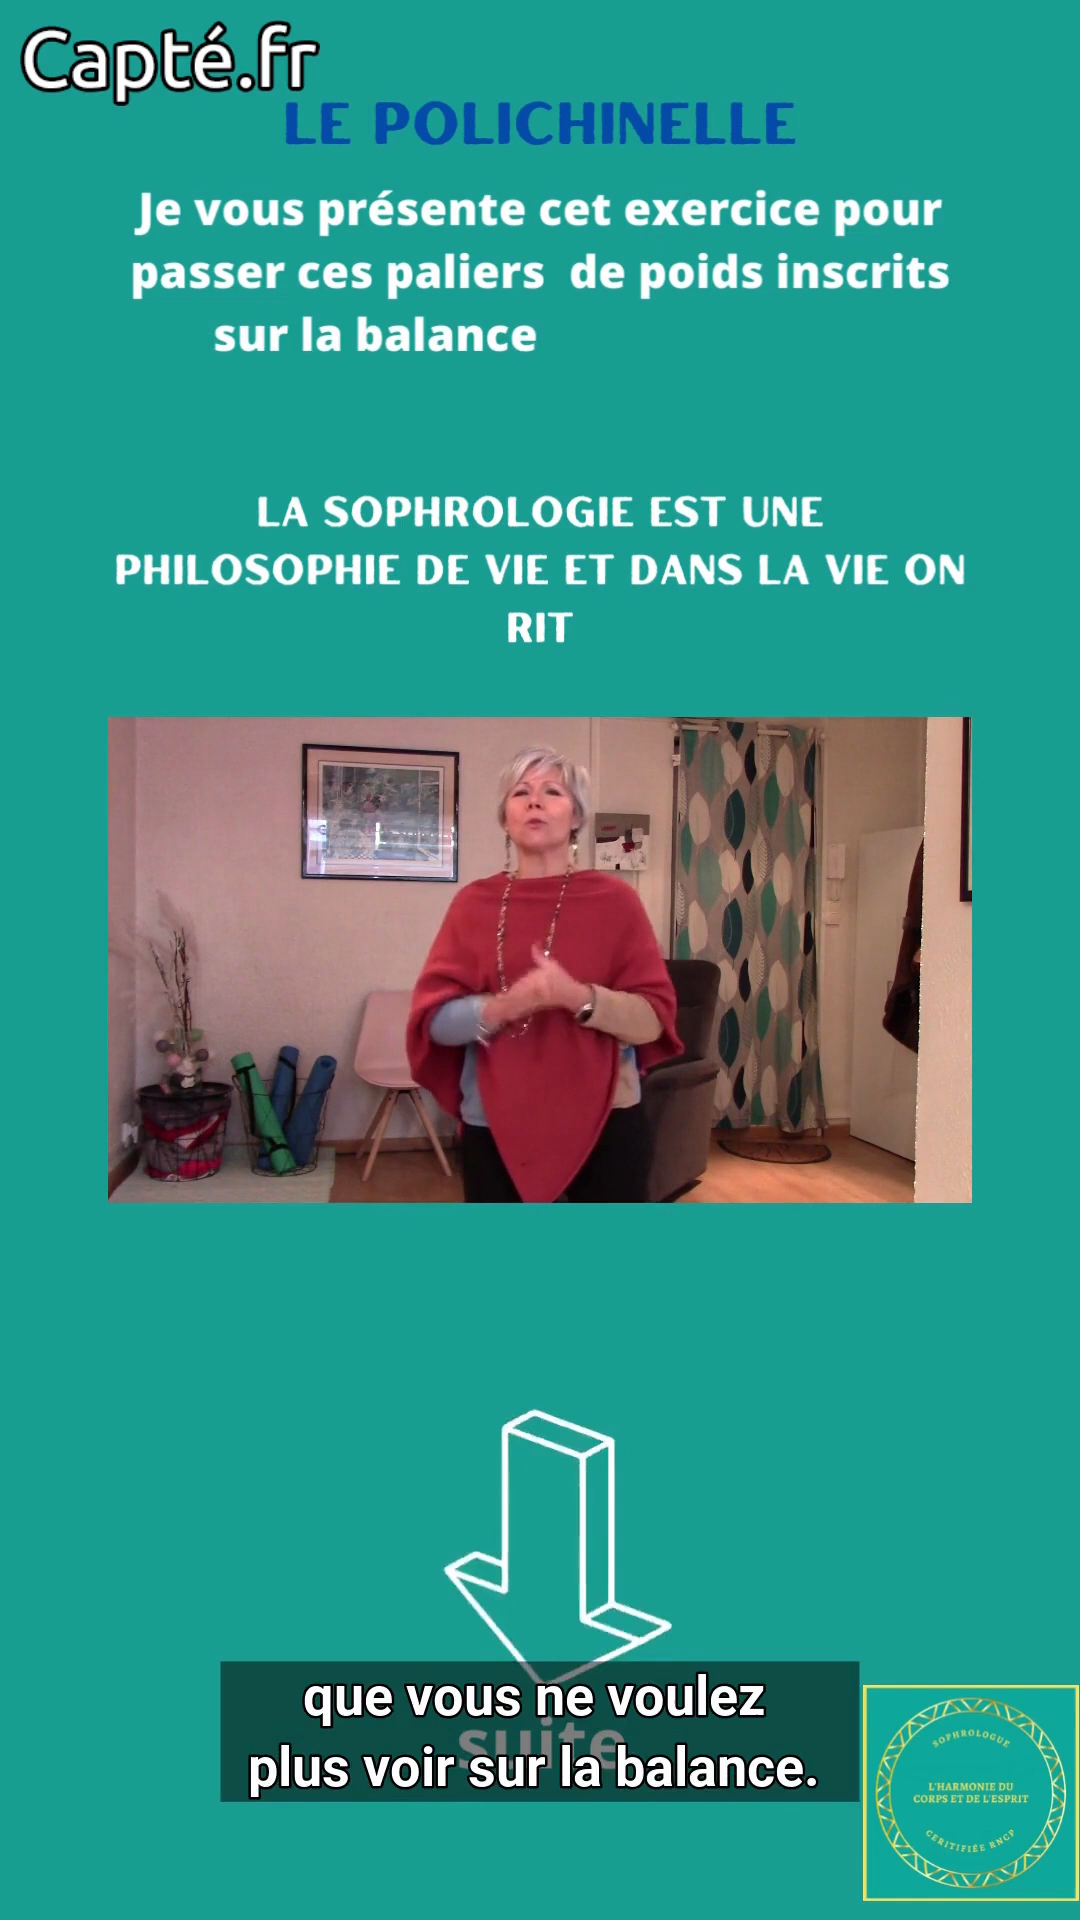 Capté.fr
LE POLICHINELLE
Je vous présente cet exercice pour
passer ces paliers de poids inscrits
sur la balance
LA SOPHROLOGIE EST UNE
PHILOSOPHIE DE VIE ET DANS LA VIE ON
RIT
que vous ne voulez
suite
plus voir sur la balance.
SOPHROLOGUE
L'HARMONIE DU
CORPS ET DE L'ESPRIT
CERITIFIÉE RNCP